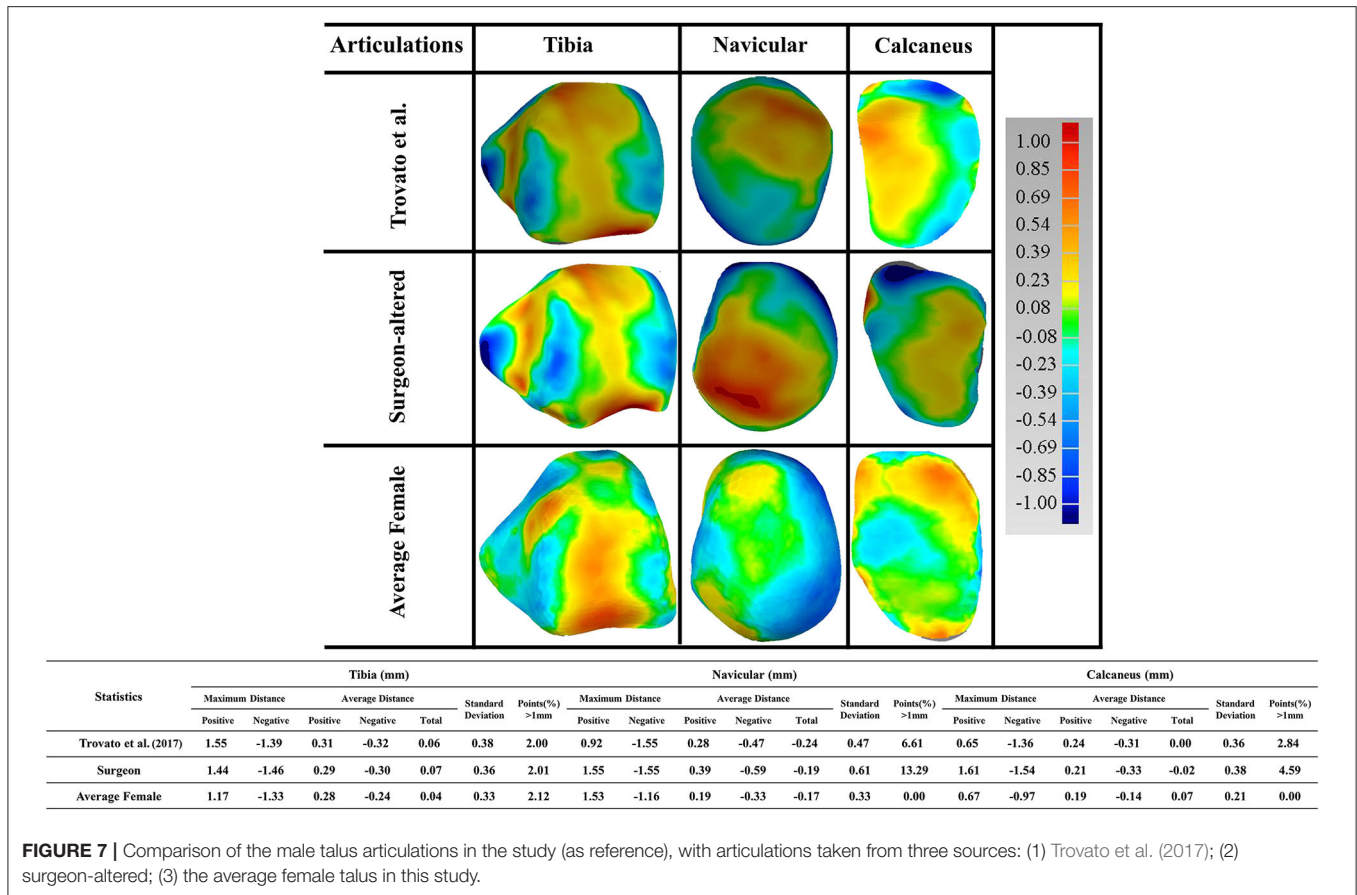 Articulations Tibia Navicular Calcaneus
Trovato et al.
Surgeon-altered
Average Female
1.00
0.85
0.69
0.54
0.39
0.23
0.08
-0.08
-0.23
-0.39
-0.54
-0.69
-0.85
-1.00
Statistics Tibia (mm) Navicular (mm) Calcaneus (mm)
Maximum Distance Average Distance Standard Deviation Points(%) >1mm Maximum Distance Average Distance Standard Deviation Points(%) >1mm Maximum Distance Average Distance Standard Deviation Points(%) >1mm
Positive Negative Positive Negative Total Positive Negative Positive Negative Total Positive Negative Positive Negative Total
Trovato et al. (2017) 1.55 -1.39 0.31 -0.32 0.06 0.38 2.00 0.92 -1.55 0.28 -0.47 -0.24 0.47 6.61 0.65 -1.36 0.24 -0.31 0.00 0.36 2.84
Surgeon 1.44 -1.46 0.29 -0.30 0.07 0.36 2.01 1.55 -1.55 0.39 -0.59 -0.19 0.61 13.29 1.61 -1.54 0.21 -0.33 -0.02 0.38 4.59
Average Female 1.17 -1.33 0.28 -0.24 0.04 0.33 2.12 1.53 -1.16 0.19 -0.33 -0.17 0.33 0.00 0.67 -0.97 0.19 -0.14 0.07 0.21 0.00
FIGURE 7 | Comparison of the male talus articulations in the study (as reference), with articulations taken from three sources: (1) Trovato et al. (2017); (2)
surgeon-altered; (3) the average female talus in this study.